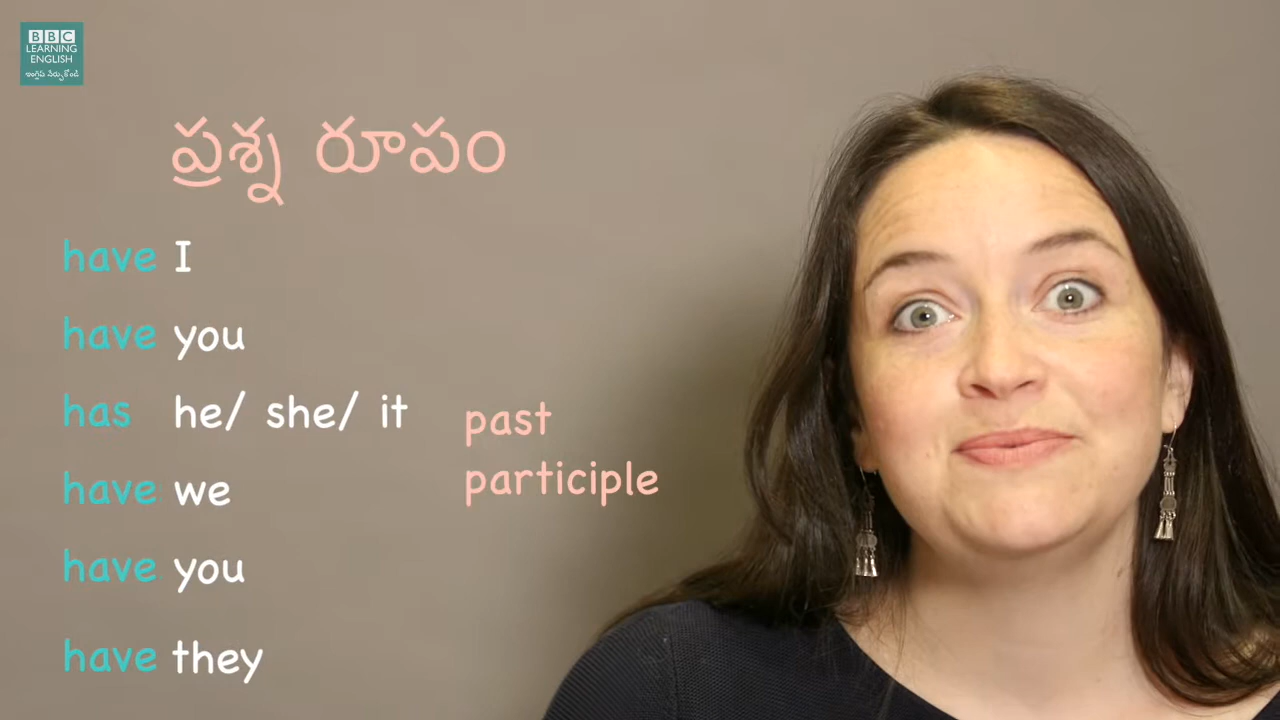 BBC
LEARNING
ENGLISH
ఇంగ్లిష్ నేర్చుకోండి
ప్రశ్న రూపం
have I
have you
has he/ she/ it
past
participle
have we
have you
have they